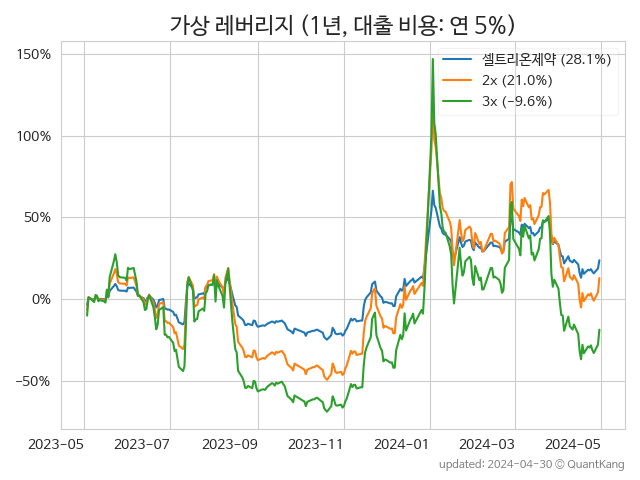 가상 레버리지 (1년, 대출 비용: 연 5%)
150%
100%
50%
0%
−50%
셀트리온제약 (28.1%)
2x (21.0%)
3x (−9.6%)
2023-05
2023-07
2023-09
2023-11
2024-01
2024-03
2024-05
updated: 2024-04-30 © QuantKang